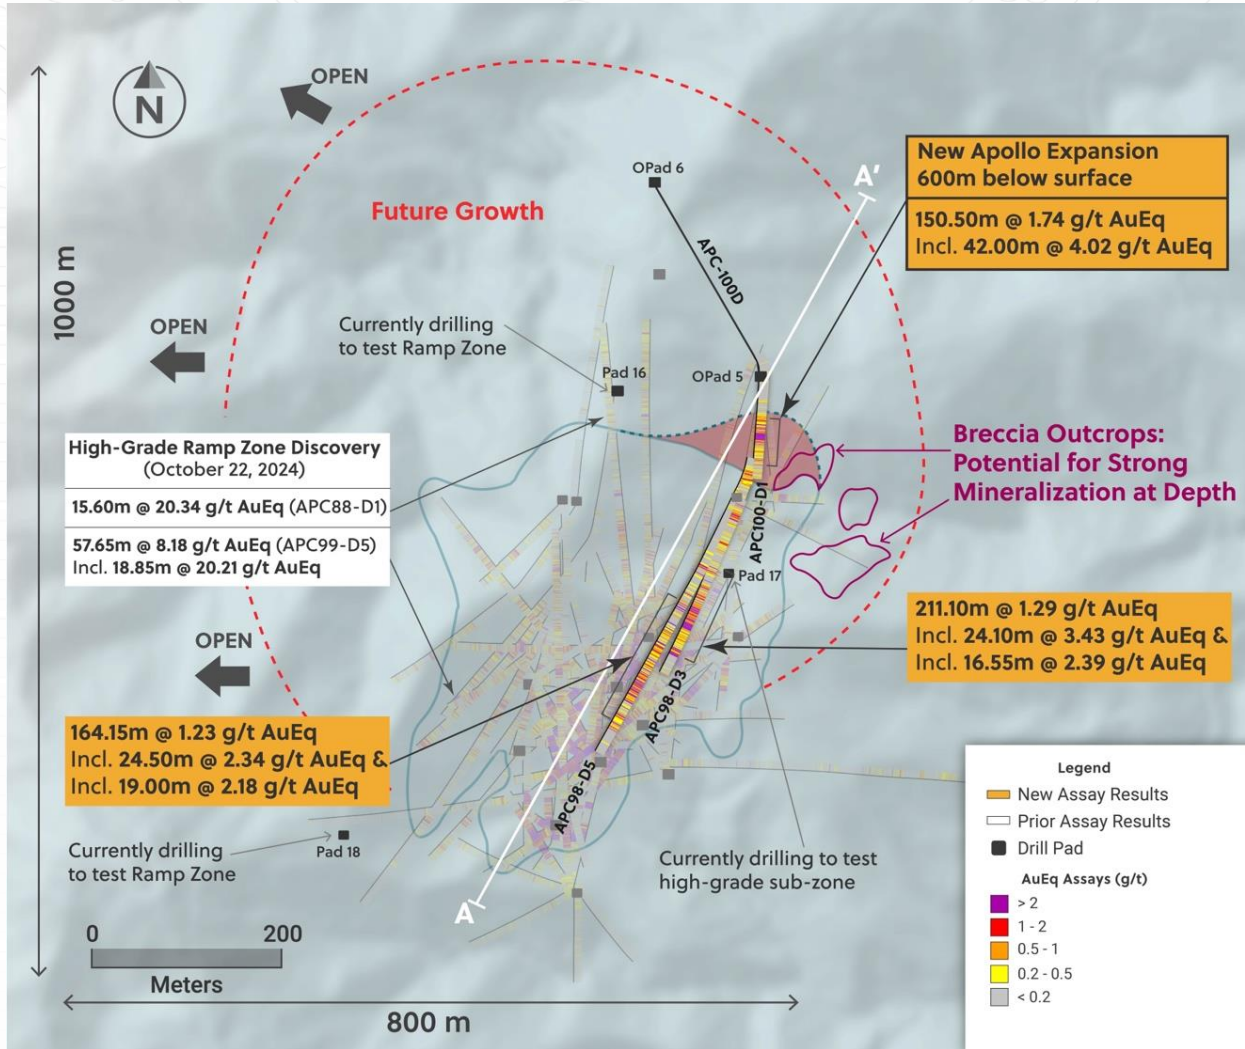 OPEN
N
1000 m
Future Growth
OPad 6
A'
New Apollo Expansion
600m below surface
150.50m @ 1.74 g/t AuEq
Incl. 42.00m @ 4.02 g/t AuEq
APC-100D
OPEN
Currently drilling
to test Ramp Zone
Pad 16
OPad 5
High-Grade Ramp Zone Discovery
(October 22, 2024)
15.60m @ 20.34 g/t AuEq (APC88-D1)
57.65m @ 8.18 g/t AuEq (APC99-D5)
Incl. 18.85m @ 20.21 g/t AuEq
Breccia Outcrops:
Potential for Strong
Mineralization at Depth
APC100-D1
Pad 17
211.10m @ 1.29 g/t AuEq
Incl. 24.10m @ 3.43 g/t AuEq &
Incl. 16.55m @ 2.39 g/t AuEq
OPEN
164.15m @ 1.23 g/t AuEq
Incl. 24.50m @ 2.34 g/t AuEq &
Incl. 19.00m @ 2.18 g/t AuEq
APC98-D3
APC98-D5
Currently drilling
to test Ramp Zone
Pad 18
Currently drilling to test
high-grade sub-zone
A
0 200
Meters
800 m
Legend
New Assay Results
Prior Assay Results
Drill Pad
AuEq Assays (g/t)
> 2
1 - 2
0.5 - 1
0.2 - 0.5
< 0.2